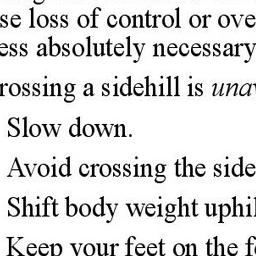 se loss of control or ove
ess absolutely necessary
rossing a sidehill is una
Slow down.
Avoid crossing the side
Shift body weight uphil
Keep your feet on the f